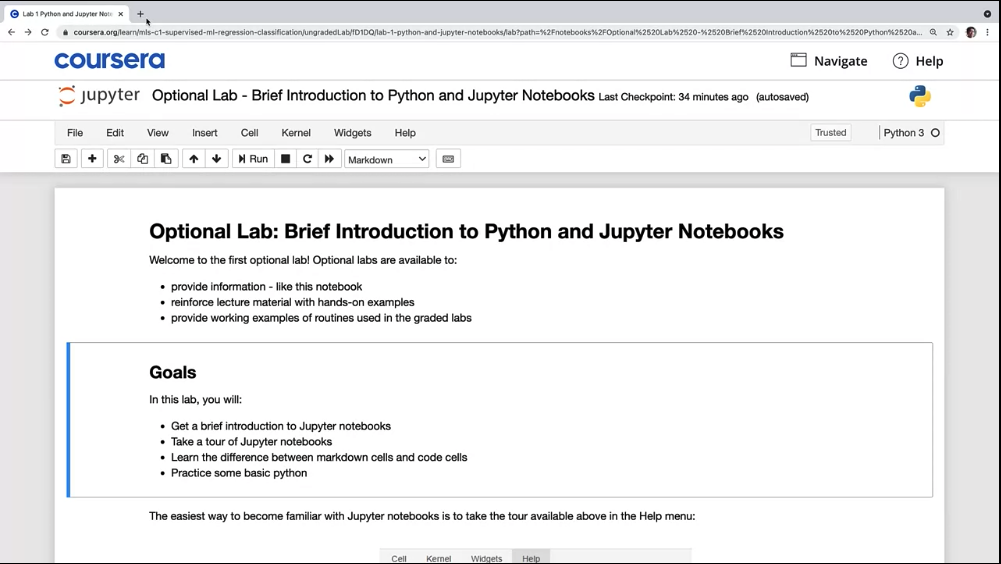 Lab 1 Python and Jupyter Note
coursera.org/learn/mls-c1-supervised-ml-regression-classification/ungradedLab/fD1DQ/lab-1-python-and-jupyter-notebooks/lab?path=%2Fnotebooks%2FOptional%2520Lab%2520-%2520Brief%2520Introduction%2520to%2520Python%2520a...
coursera
Navigate
Help
jupyter Optional Lab - Brief Introduction to Python and Jupyter Notebooks Last Checkpoint: 34 minutes ago (autosaved)
File Edit View Insert Cell Kernel Widgets Help Trusted Python 3
Run Markdown
Optional Lab: Brief Introduction to Python and Jupyter Notebooks
Welcome to the first optional lab! Optional labs are available to:
• provide information - like this notebook
• reinforce lecture material with hands-on examples
• provide working examples of routines used in the graded labs
Goals
In this lab, you will:
• Get a brief introduction to Jupyter notebooks
• Take a tour of Jupyter notebooks
• Learn the difference between markdown cells and code cells
• Practice some basic python
The easiest way to become familiar with Jupyter notebooks is to take the tour available above in the Help menu:
Cell Kernel Widgets Help